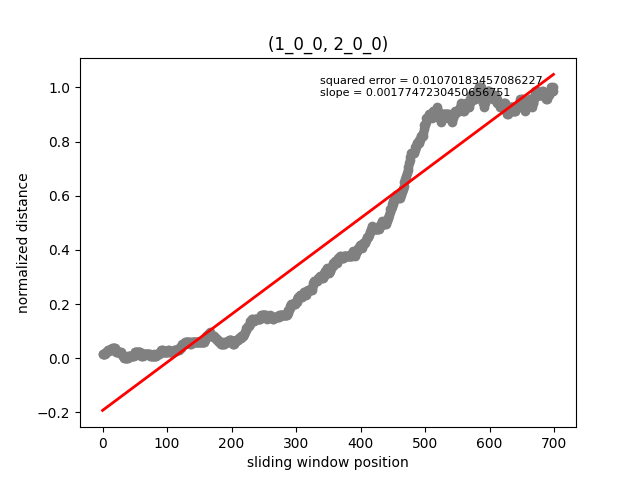 (1_0_0, 2_0_0)
squared error = 0.01070183457086227
slope = 0.0017747230450656751
1.0
0.8
0.6
0.4
0.2
0.0
−0.2
normalized distance
0 100 200 300 400 500 600 700
sliding window position